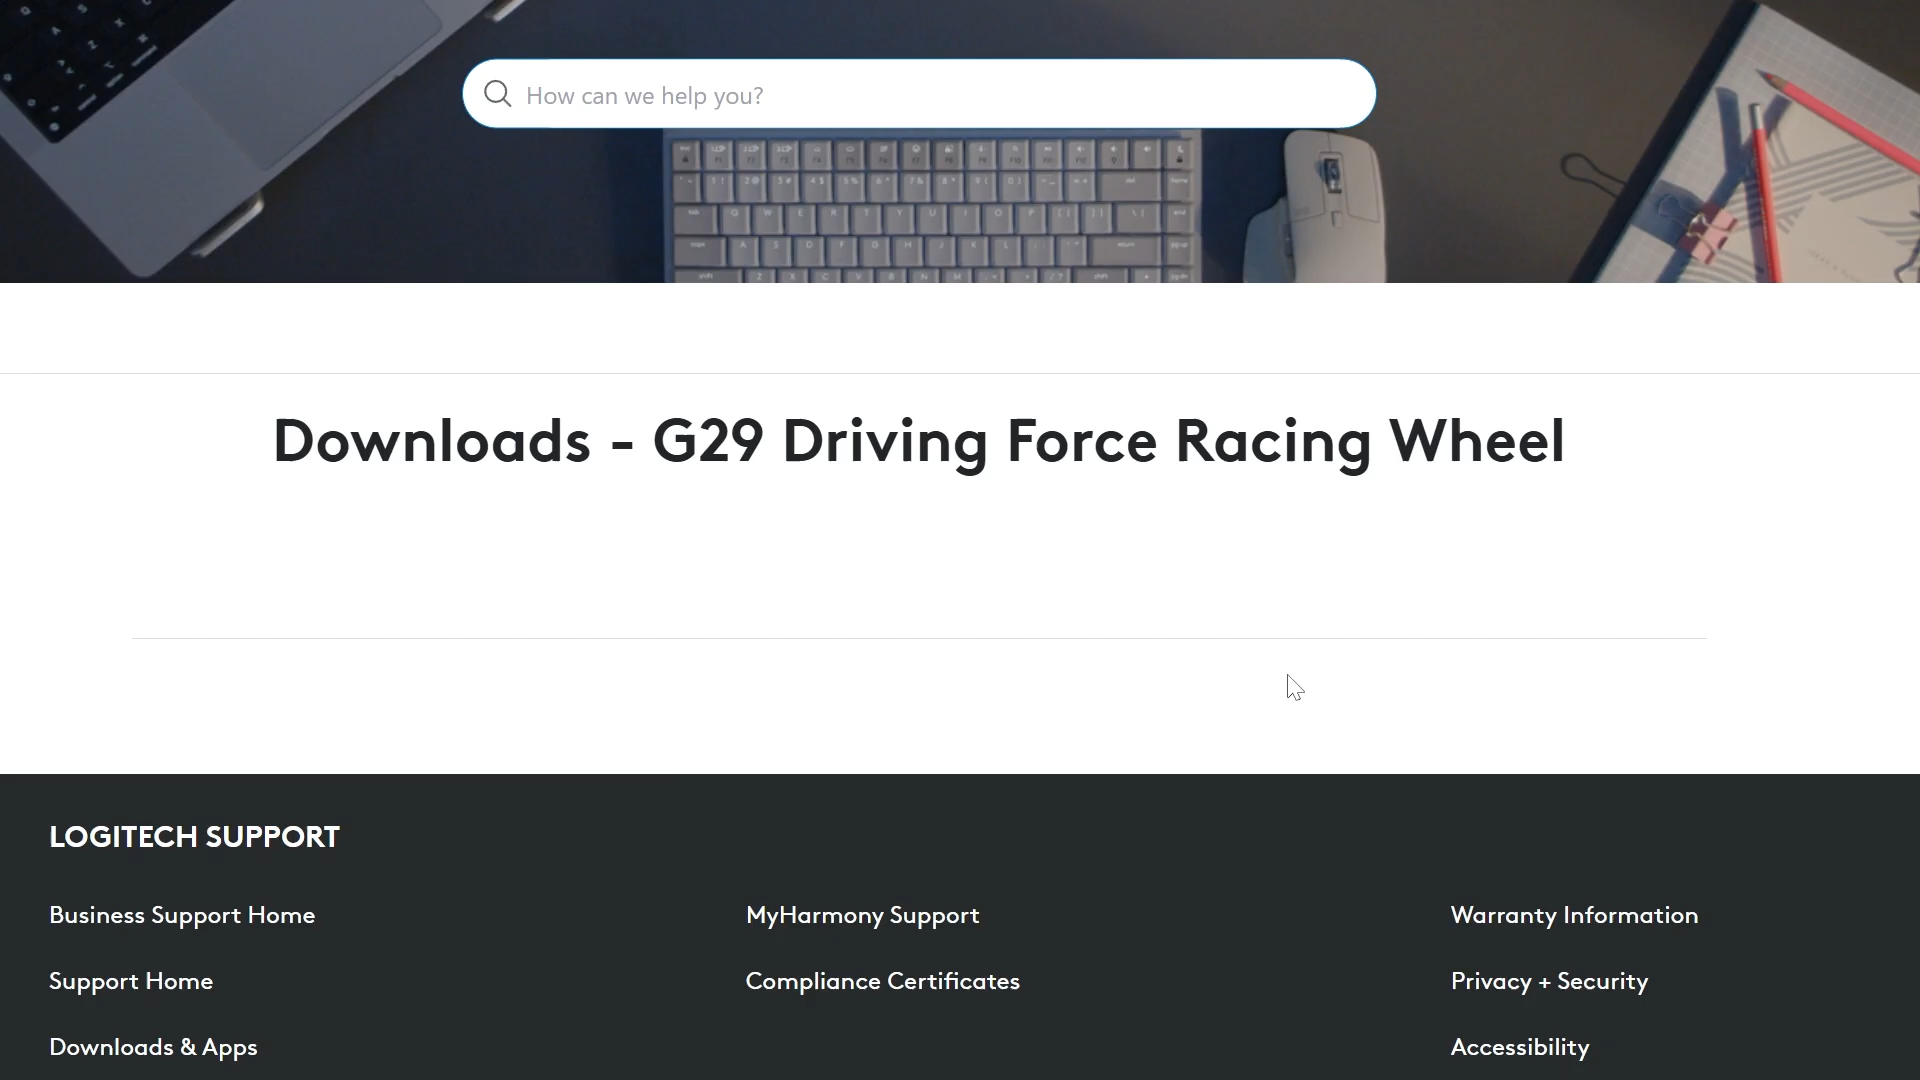 How can we help you?
Downloads - G29 Driving Force Racing Wheel
LOGITECH SUPPORT
Business Support Home
MyHarmony Support
Warranty Information
Support Home
Compliance Certificates
Privacy + Security
Downloads & Apps
Accessibility